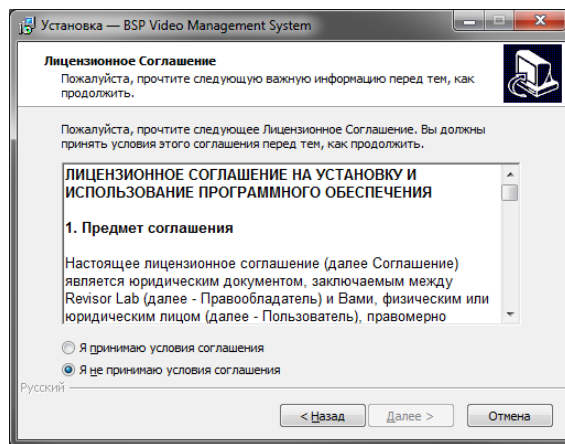 Установка — BSP Video Management System
Лицензионное Соглашение
Пожалуйста, прочтите следующую важную информацию перед тем, как
продолжить.
Пожалуйста, прочтите следующее Лицензионное Соглашение. Вы должны
принять условия этого соглашения перед тем, как продолжить.
ЛИЦЕНЗИОННОЕ СОГЛАШЕНИЕ НА УСТАНОВКУ И
ИСПОЛЬЗОВАНИЕ ПРОГРАММНОГО ОБЕСПЕЧЕНИЯ
1. Предмет соглашения
Настоящее лицензионное соглашение (далее Соглашение)
является юридическим документом, заключаемым между
Revisor Lab (далее - Правообладатель) и Вами, физическим или
юридическим лицом (далее - Пользователь), правомерно
Я принимаю условия соглашения
Я не принимаю условия соглашения
Русский
< Назад Далее > Отмена